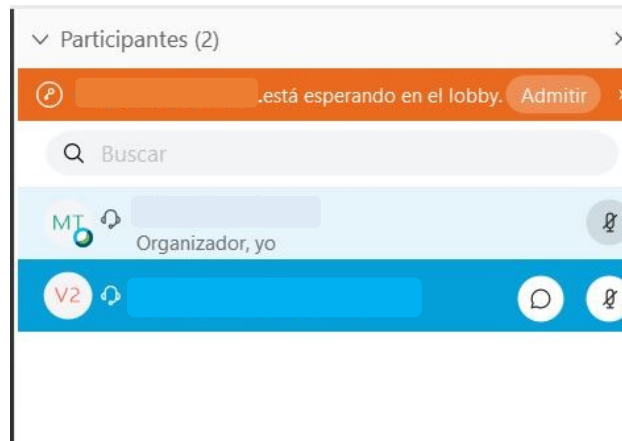 Participantes (2)
.está esperando en el lobby. Admitir
Buscar
MT
Organizador, yo
V2